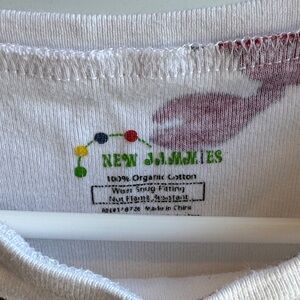 NEW JAMMIES
100% Organic Cotton
Wear Snug-Fitting
Not Flame Resistant
Made in China